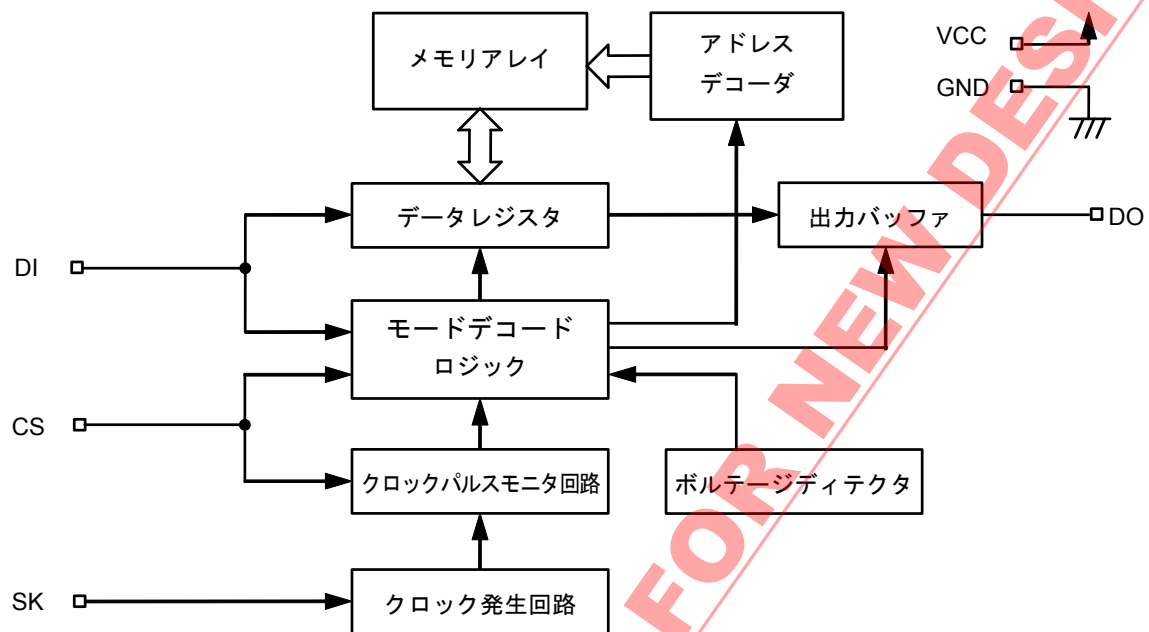 メモリアレイ
アドレス
デコーダ
VCC
GND
データレジスタ
出力バッファ
DO
DI
モードデコード
ロジック
CS
クロックパルスモニタ回路
ボルテージディテクタ
SK
クロック発生回路
FOR NEW DESI